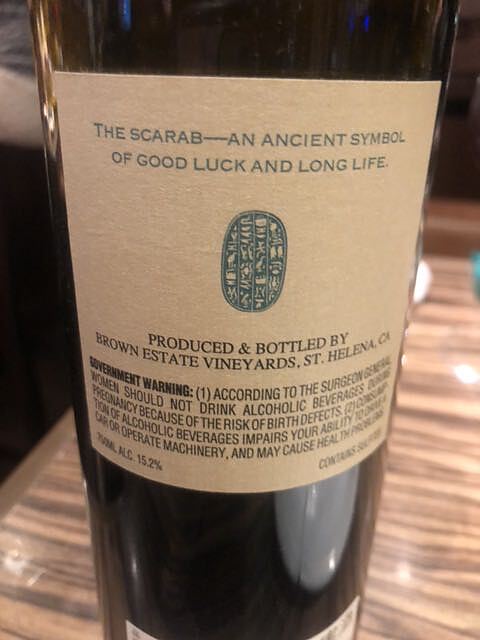 THE SCARAB—AN ANCIENT SYMBOL
OF GOOD LUCK AND LONG LIFE.
PRODUCED & BOTTLED BY
BROWN ESTATE VINEYARDS, ST. HELENA, CA
GOVERNMENT WARNING: (1) ACCORDING TO THE SURGEON GENERAL
WOMEN SHOULD NOT DRINK ALCOHOLIC BEVERAGES DURING
PREGNANCY BECAUSE OF THE RISK OF BIRTH DEFECTS. (2) CONSUMP-
TION OF ALCOHOLIC BEVERAGES IMPAIRS YOUR ABILITY TO DRIVE A
CAR OR OPERATE MACHINERY, AND MAY CAUSE HEALTH PROBLEMS.
750ML ALC. 15.2%
CONTAINS SULFITES